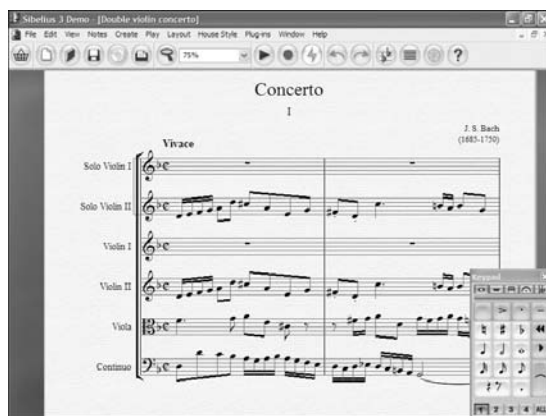 Sibelius 3 Demo - [Double violin concerto]
File Edit View Notes Create Play Layout House Style Plug-ins Window Help
75%
Concerto
I
J. S. Bach
(1685-1750)
Vivace
Solo Violin I
Solo Violin II
Violin I
Violin II
Viola
Continuo
Keypad
1 2 3 4 ALL